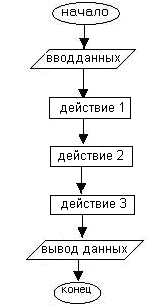 начало
вводданных
действие 1
действие 2
действие 3
вывод данных
конец